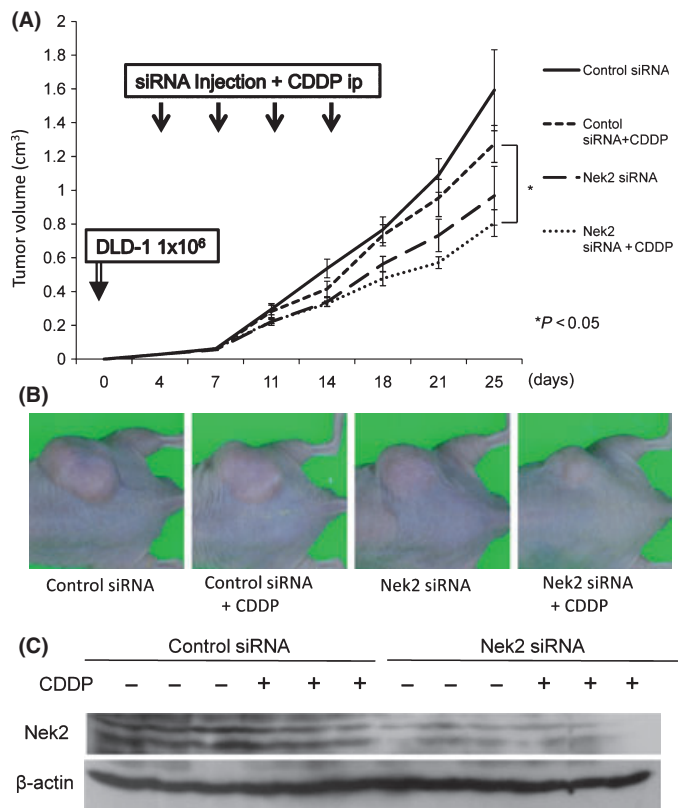 (A)
2
1.8
1.6
1.4
1.2
1
0.8
0.6
0.4
0.2
0
Tumor volume (cm³)
siRNA Injection + CDDP ip
DLD-1 1x10⁶
0 4 7 11 14 18 21 25 (days)
Control siRNA
Contol
siRNA+CDDP
Nek2 siRNA
Nek2
siRNA + CDDP
*
*P < 0.05
(B)
Control siRNA
Control siRNA
+ CDDP
Nek2 siRNA
Nek2 siRNA
+ CDDP
(C)
Control siRNA Nek2 siRNA
CDDP – – – + + + – – – + + +
Nek2
β-actin